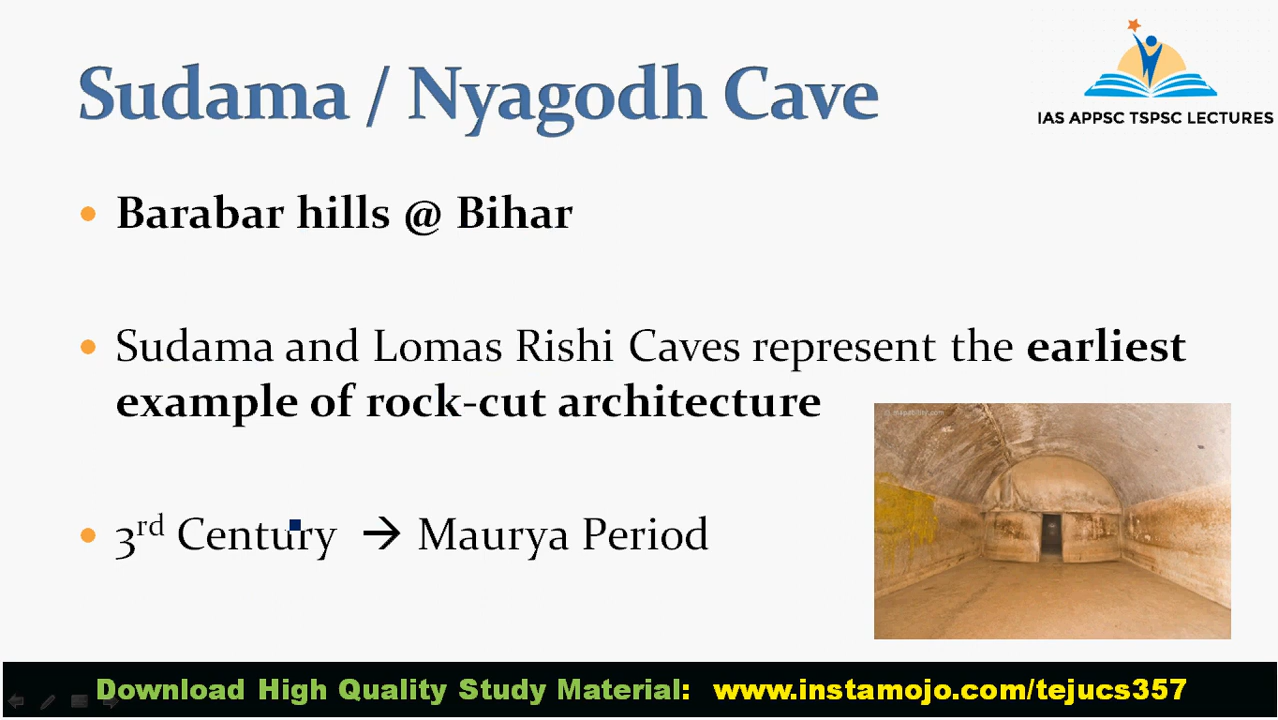 IAS APPSC TSPSC LECTURES
Sudama / Nyagodh Cave
• Barabar hills @ Bihar
• Sudama and Lomas Rishi Caves represent the earliest
example of rock-cut architecture
• 3rd Century → Maurya Period
Download High Quality Study Material: www.instamojo.com/tejucs357